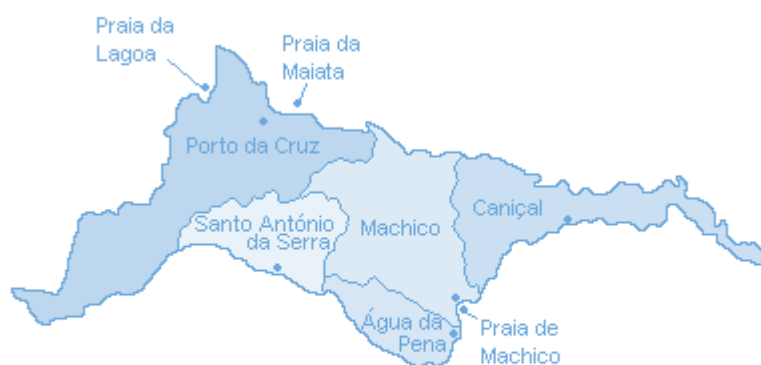 Praia da
Lagoa
Praia da
Maiata
Porto da Cruz
Santo António
da Serra
Machico
Caniçal
Água da
Pena
Praia de
Machico